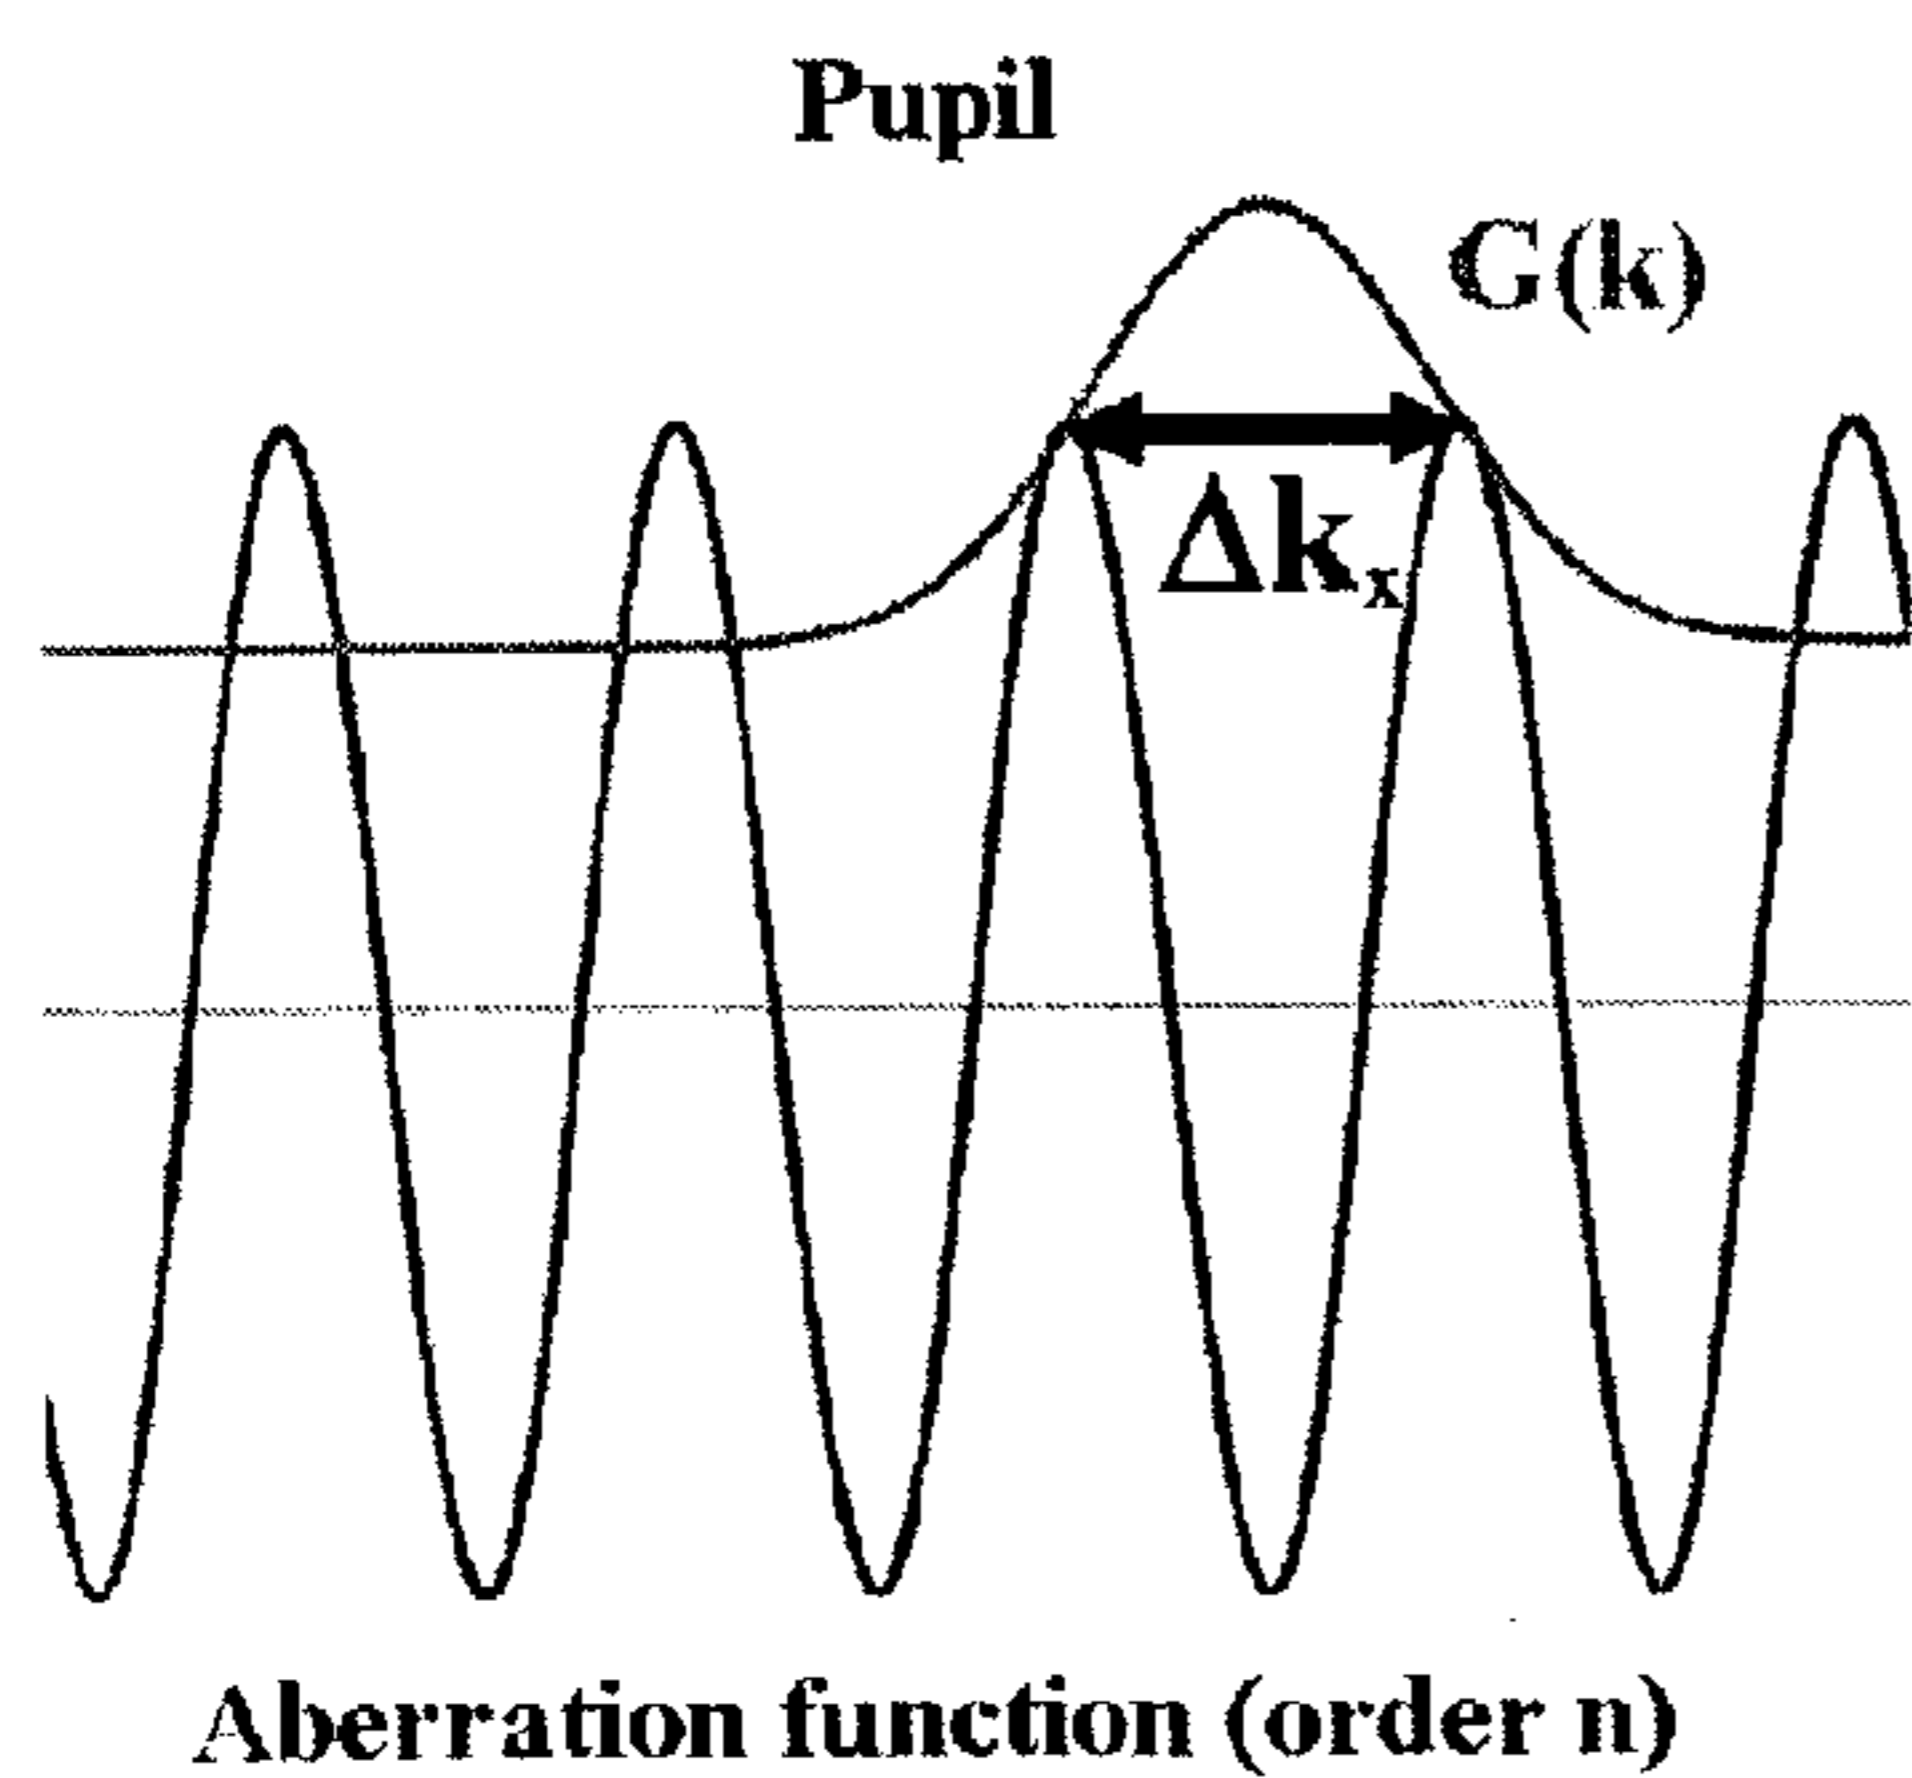 Pupil
G(k)
Δkx
Aberration function (order n)